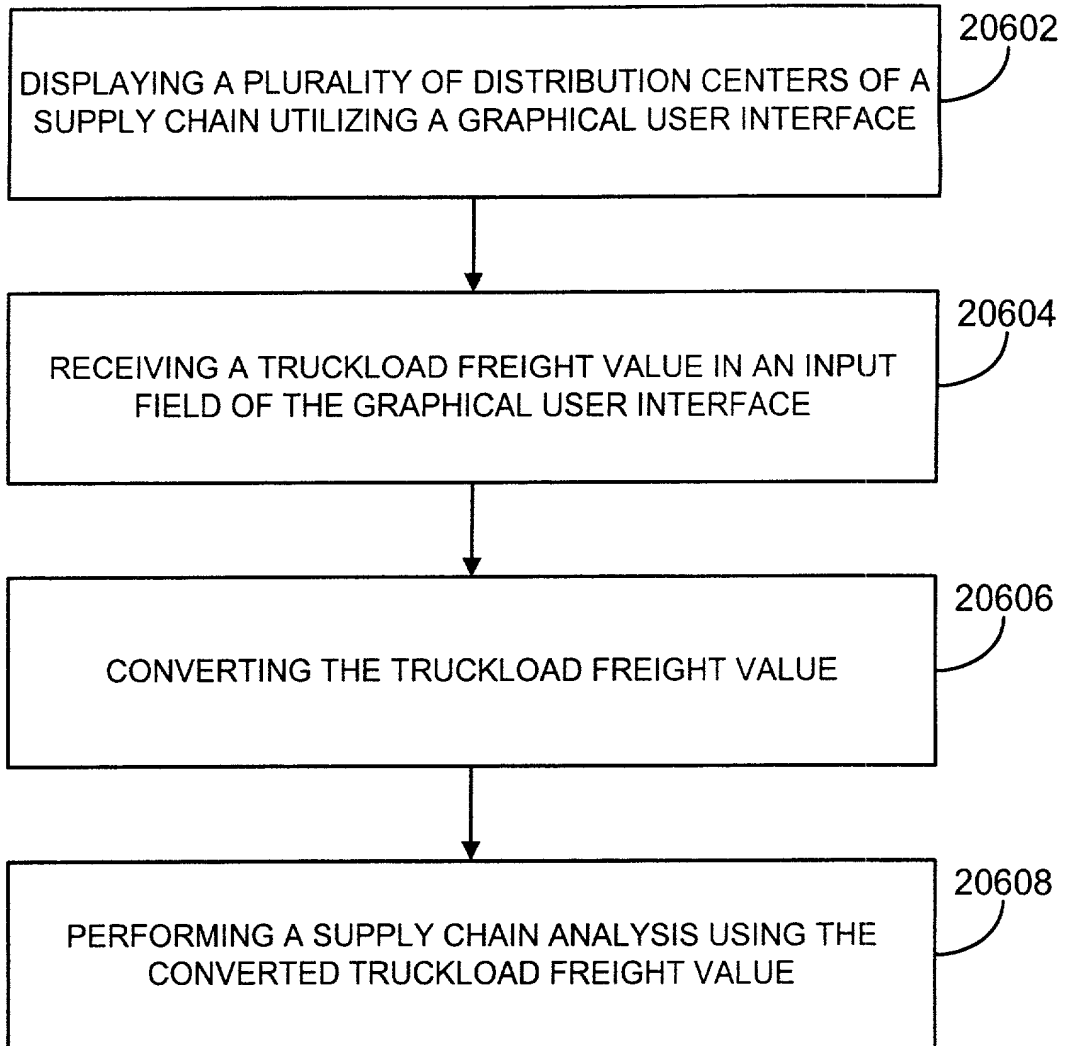 20602
DISPLAYING A PLURALITY OF DISTRIBUTION CENTERS OF A
SUPPLY CHAIN UTILIZING A GRAPHICAL USER INTERFACE
20604
RECEIVING A TRUCKLOAD FREIGHT VALUE IN AN INPUT
FIELD OF THE GRAPHICAL USER INTERFACE
20606
CONVERTING THE TRUCKLOAD FREIGHT VALUE
20608
PERFORMING A SUPPLY CHAIN ANALYSIS USING THE
CONVERTED TRUCKLOAD FREIGHT VALUE